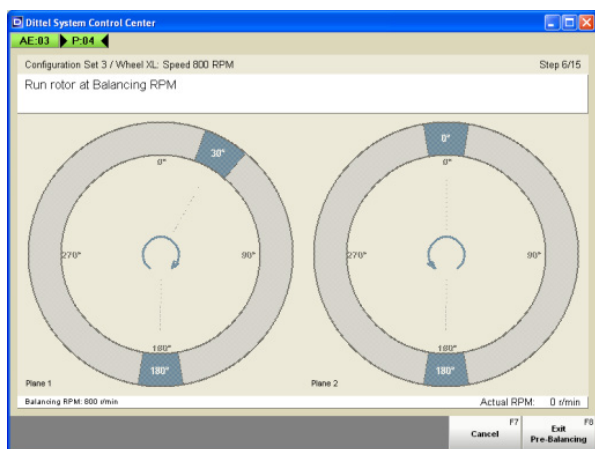 Dittel System Control Center
AE:03 P:04
Configuration Set 3 / Wheel XL: Speed 800 RPM Step 6/15
Run rotor at Balancing RPM
30° 0°
0° 0°
270° 90° 270° 90°
180° 180°
180° 180°
Plane 1 Plane 2
Balancing RPM: 800 r/min Actual RPM: 0 r/min
F7 F8
Cancel Exit
Pre-Balancing